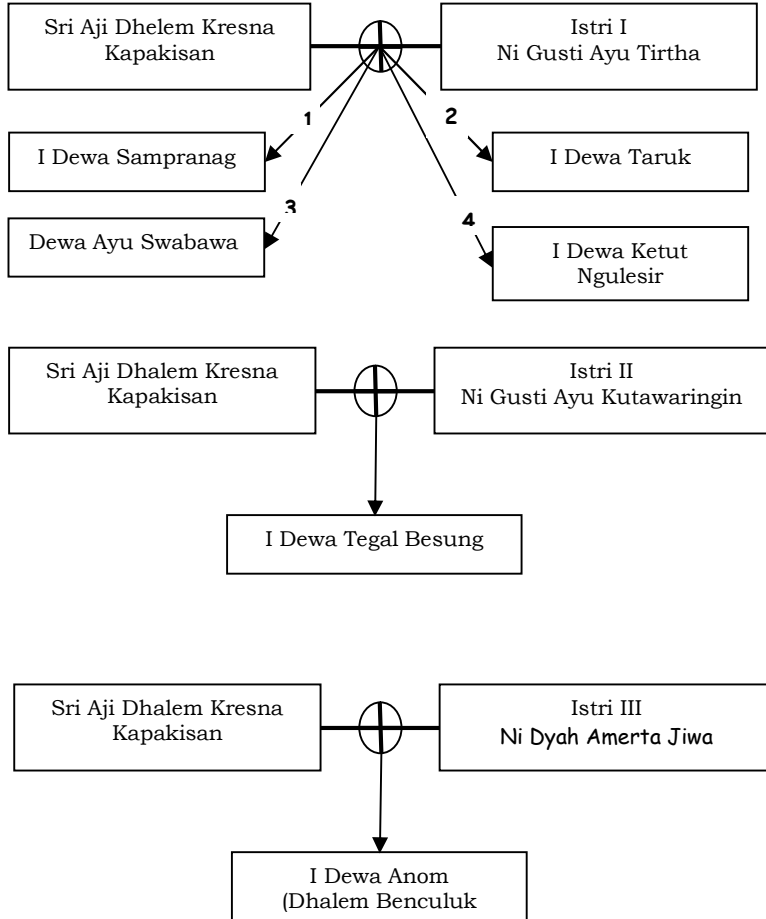 Sri Aji Dhelem Kresna
Kapakisan
Istri I
Ni Gusti Ayu Tirtha
1
2
I Dewa Sampranag
I Dewa Taruk
3
4
Dewa Ayu Swabawa
I Dewa Ketut
Ngulesir
Sri Aji Dhalem Kresna
Kapakisan
Istri II
Ni Gusti Ayu Kutawaringin
I Dewa Tegal Besung
Sri Aji Dhalem Kresna
Kapakisan
Istri III
Ni Dyah Amerta Jiwa
I Dewa Anom
(Dhalem Benculuk